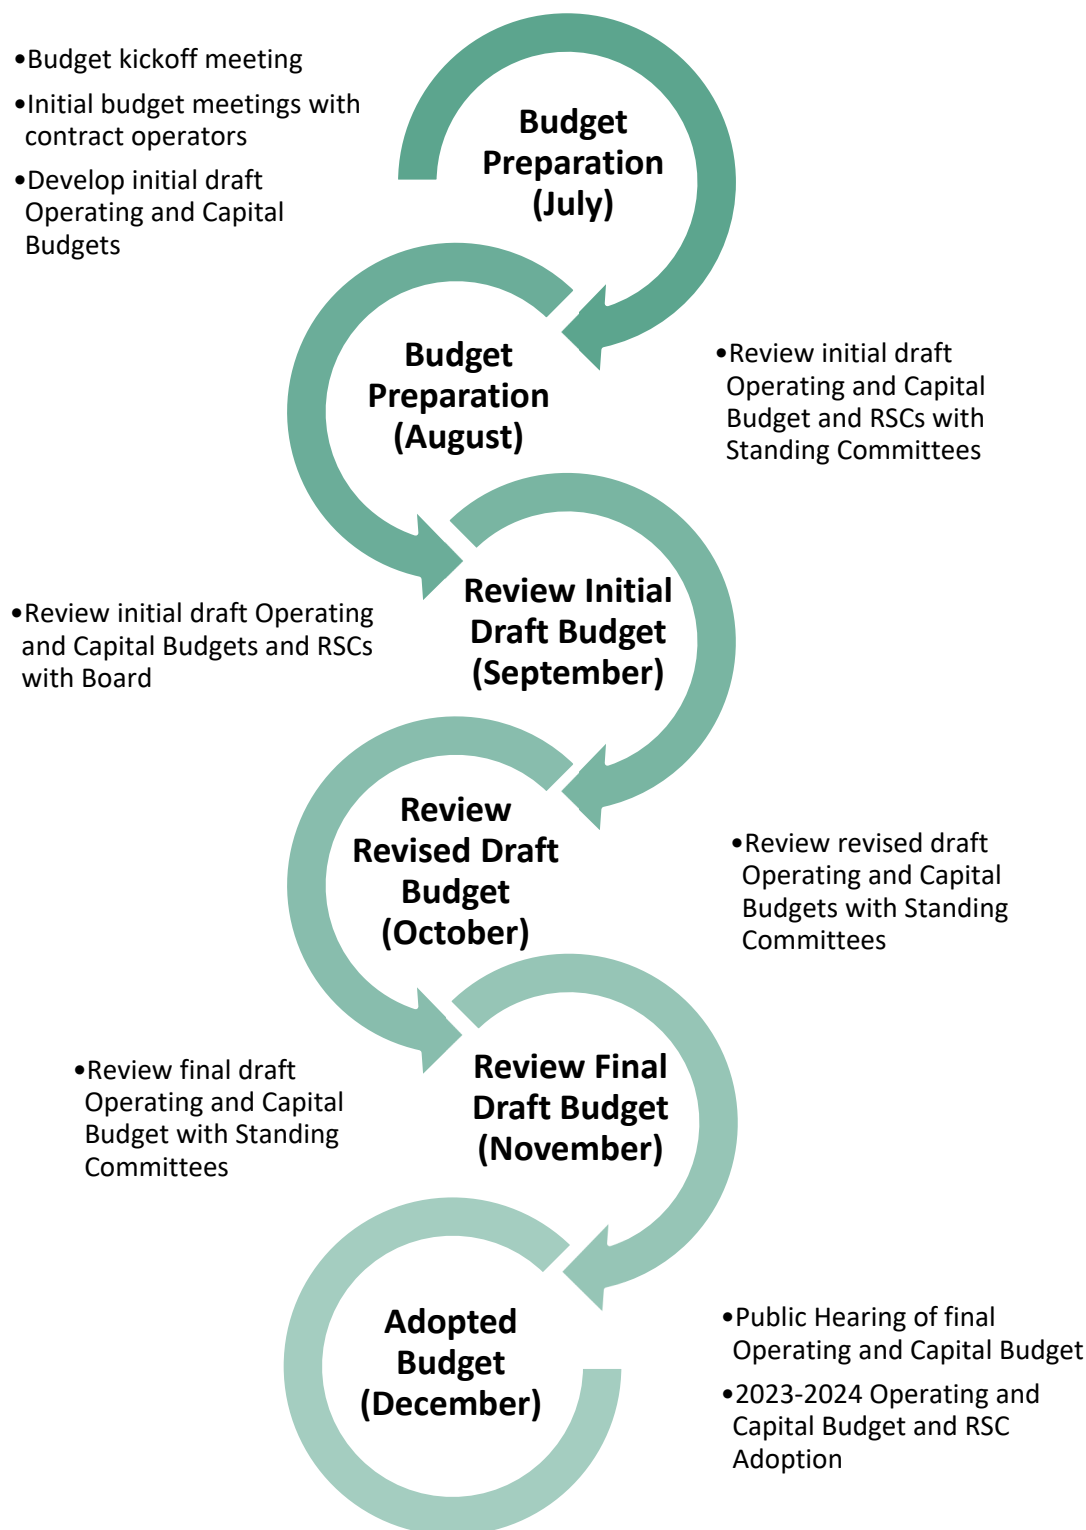 •Budget kickoff meeting
•Initial budget meetings with
contract operators
•Develop initial draft
Operating and Capital
Budgets
Budget
Preparation
(July)
Budget
Preparation
(August)
•Review initial draft
Operating and Capital
Budget and RSCs with
Standing Committees
Review Initial
Draft Budget
(September)
•Review initial draft Operating
and Capital Budgets and RSCs
with Board
Review
Revised Draft
Budget
(October)
•Review revised draft
Operating and Capital
Budgets with Standing
Committees
Review Final
Draft Budget
(November)
•Review final draft
Operating and Capital
Budget with Standing
Committees
Adopted
Budget
(December)
•Public Hearing of final
Operating and Capital Budget
•2023-2024 Operating and
Capital Budget and RSC
Adoption